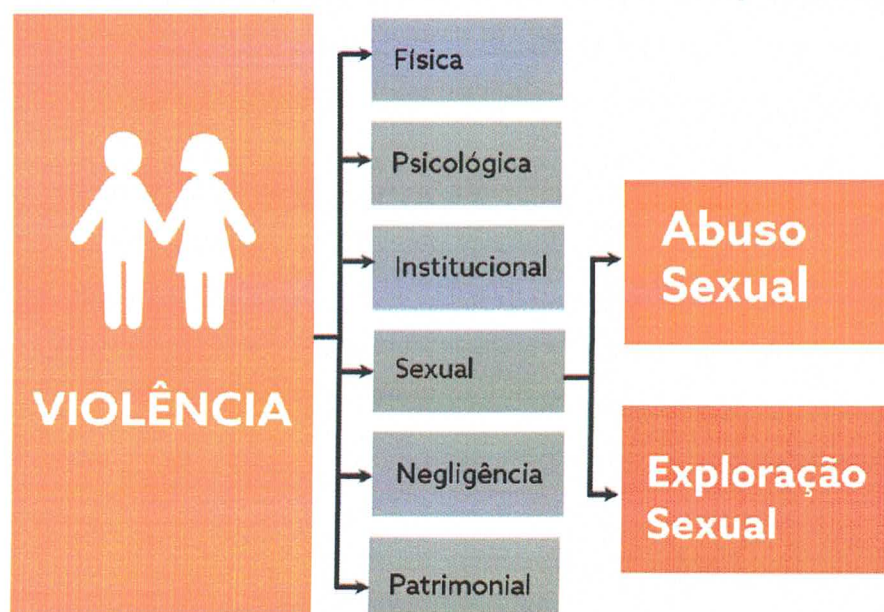 VIOLÊNCIA
Física
Psicológica
Institucional
Sexual
Negligência
Patrimonial
Abuso
Sexual
Exploração
Sexual